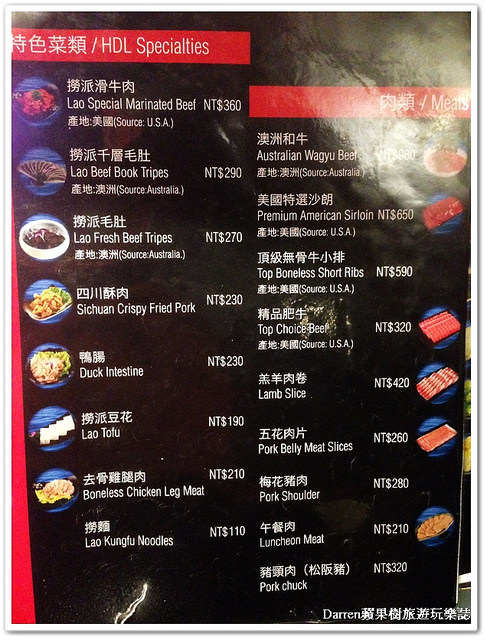 特色菜類 / HDL Specialties
撈派滑牛肉
Lao Special Marinated Beef NT$360
產地:美國(Source: U.S.A.)
撈派千層毛肚
Lao Beef Book Tripes NT$290
產地:澳洲(Source:Australia.)
撈派毛肚
Lao Fresh Beef Tripes NT$270
產地:澳洲(Source:Australia.)
四川酥肉
Sichuan Crispy Fried Pork NT$230
鴨腸
Duck Intestine NT$230
撈派豆花
Lao Tofu NT$190
去骨雞腿肉 NT$210
Boneless Chicken Leg Meat
撈麵
Lao Kungfu Noodles NT$110
肉類 / Meats
澳洲和牛
Australian Wagyu Beef
產地:澳洲(Source:Australia.)
美國特選沙朗
Premium American Sirloin NT$650
產地:美國(Source: U.S.A.)
頂級無骨牛小排
Top Boneless Short Ribs NT$590
產地:美國(Source: U.S.A.)
精品肥牛
Top Choice Beef NT$320
產地:美國(Source: U.S.A.)
羔羊肉卷
Lamb Slice NT$420
五花肉片
Pork Belly Meat Slices NT$260
梅花豬肉
Pork Shoulder NT$280
午餐肉
Luncheon Meat NT$210
豬頸肉（松阪豬） NT$320
Pork chuck
Darren蘋果樹旅遊玩樂誌